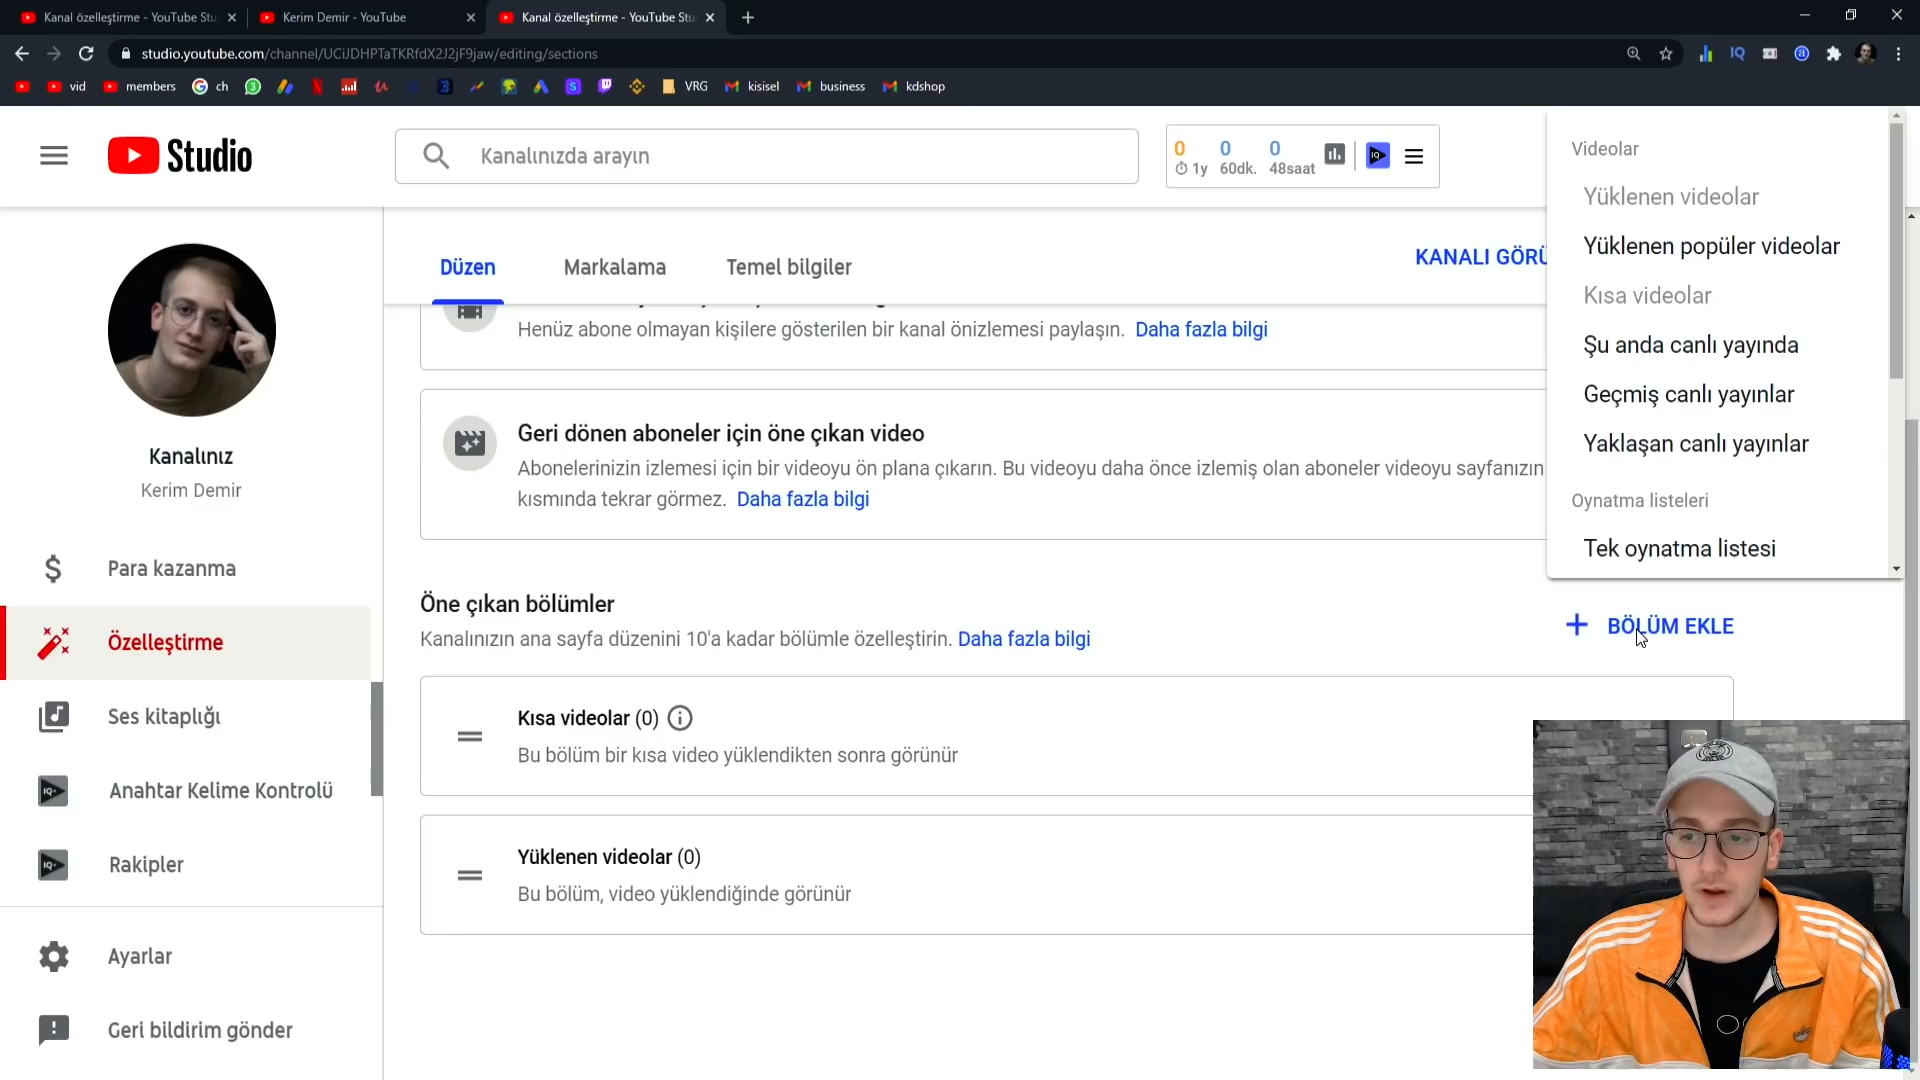 Kanal özelleştirme - YouTube Stu
Kerim Demir - YouTube
Kanal özelleştirme - YouTube Stu
studio.youtube.com/channel/UCiJDHPTaTKRfdX2J2jF9jaw/editing/sections
vid
members
ch
VRG
kisisel
business
kdshop
Studio
Kanalınızda arayın
0 0 0
1y 60dk. 48saat
Düzen
Markalama
Temel bilgiler
KANALI GÖRÜ
Henüz abone olmayan kişilere gösterilen bir kanal önizlemesi paylaşın. Daha fazla bilgi
Geri dönen aboneler için öne çıkan video
Abonelerinizin izlemesi için bir videoyu ön plana çıkarın. Bu videoyu daha önce izlemiş olan aboneler videoyu sayfanızın
kısmında tekrar görmez. Daha fazla bilgi
Öne çıkan bölümler
Kanalınızın ana sayfa düzenini 10'a kadar bölümle özelleştirin. Daha fazla bilgi
BÖLÜM EKLE
Kısa videolar (0)
Bu bölüm bir kısa video yüklendikten sonra görünür
Yüklenen videolar (0)
Bu bölüm, video yüklendiğinde görünür
Videolar
Yüklenen videolar
Yüklenen popüler videolar
Kısa videolar
Şu anda canlı yayında
Geçmiş canlı yayınlar
Yaklaşan canlı yayınlar
Oynatma listeleri
Tek oynatma listesi
Kanalınız
Kerim Demir
Para kazanma
Özelleştirme
Ses kitaplığı
Anahtar Kelime Kontrolü
Rakipler
Ayarlar
Geri bildirim gönder